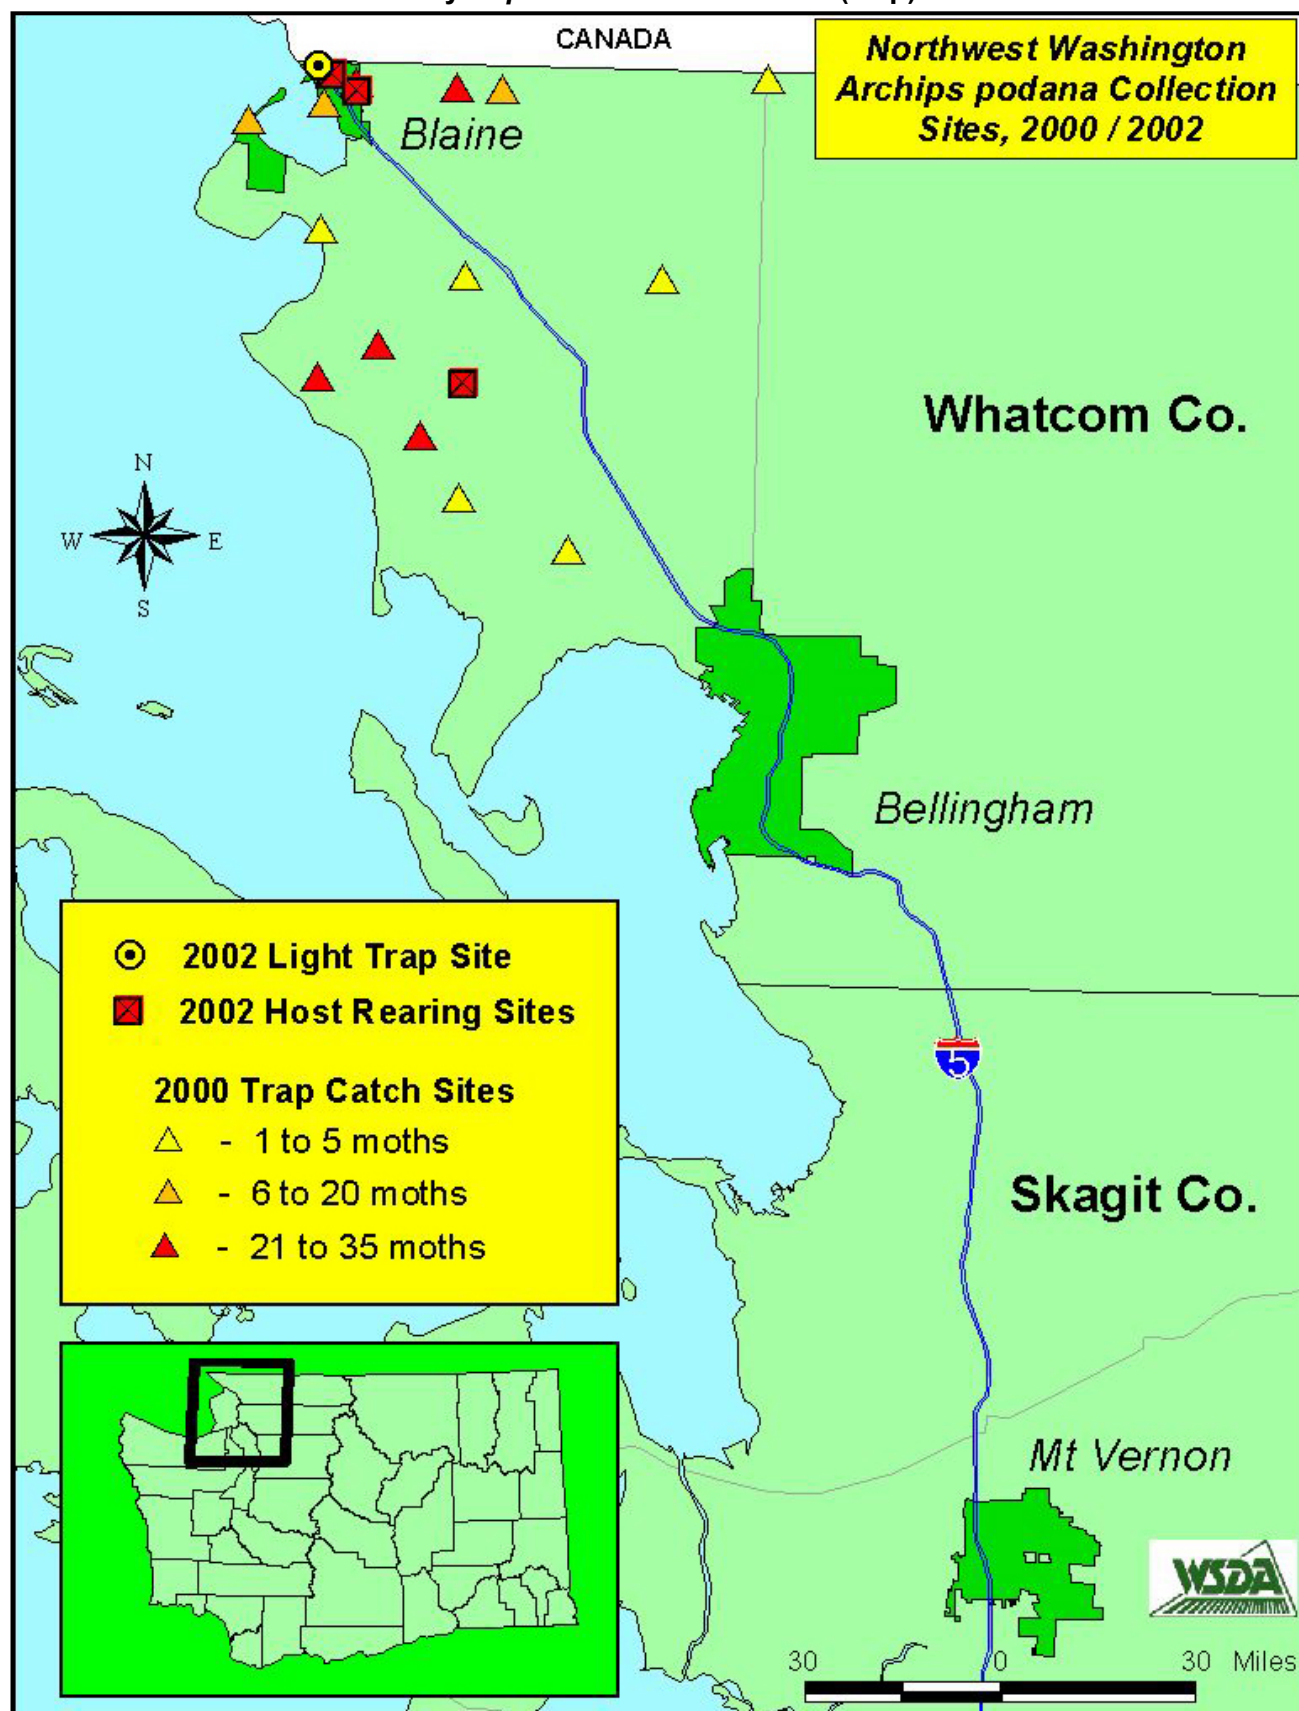 CANADA
Northwest Washington
Archips podana Collection
Sites, 2000 / 2002
Blaine
Whatcom Co.
N
W
E
S
Bellingham
2002 Light Trap Site
2002 Host Rearing Sites
2000 Trap Catch Sites
- 1 to 5 moths
- 6 to 20 moths
- 21 to 35 moths
5
Skagit Co.
Mt Vernon
WSDA
30 0 30 Miles